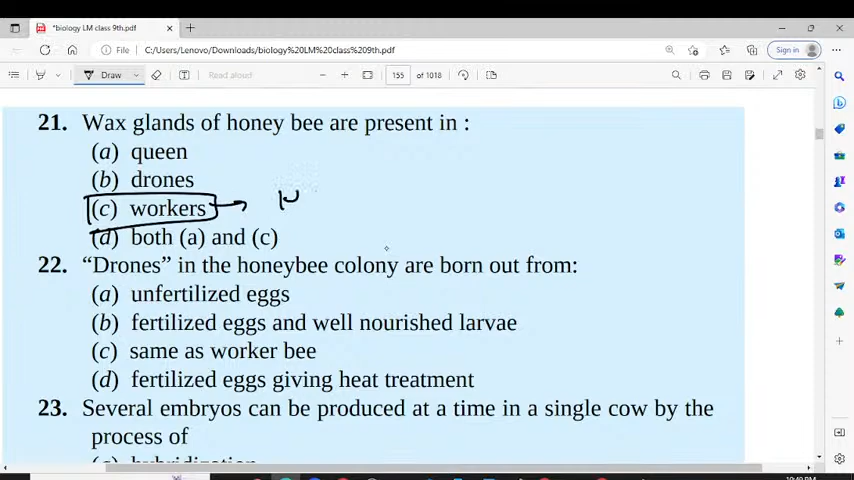 *biology LM class 9th.pdf
File
C:/Users/Lenovo/Downloads/biology%20LM%20class%209th.pdf
Sign in
Draw
Read aloud
155 of 1018
21. Wax glands of honey bee are present in :
(a) queen
(b) drones
(c) workers
(d) both (a) and (c)
22. “Drones” in the honeybee colony are born out from:
(a) unfertilized eggs
(b) fertilized eggs and well nourished larvae
(c) same as worker bee
(d) fertilized eggs giving heat treatment
23. Several embryos can be produced at a time in a single cow by the
process of